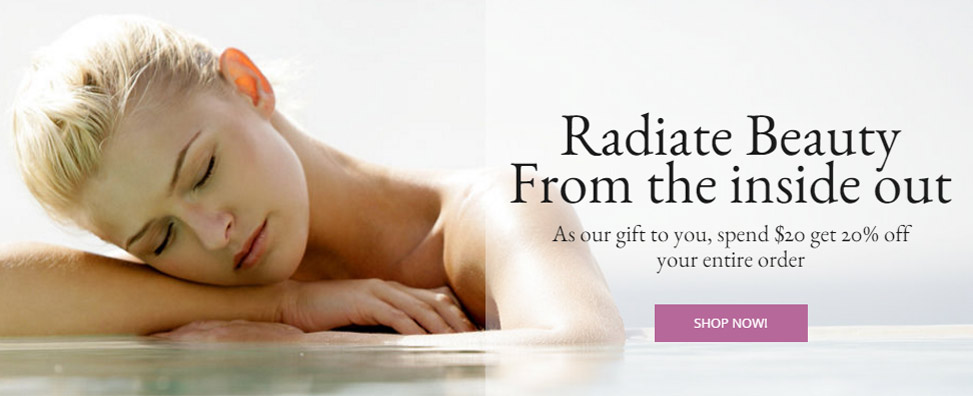 Radiate Beauty
From the inside out
As our gift to you, spend $20 get 20% off
your entire order
SHOP NOW!